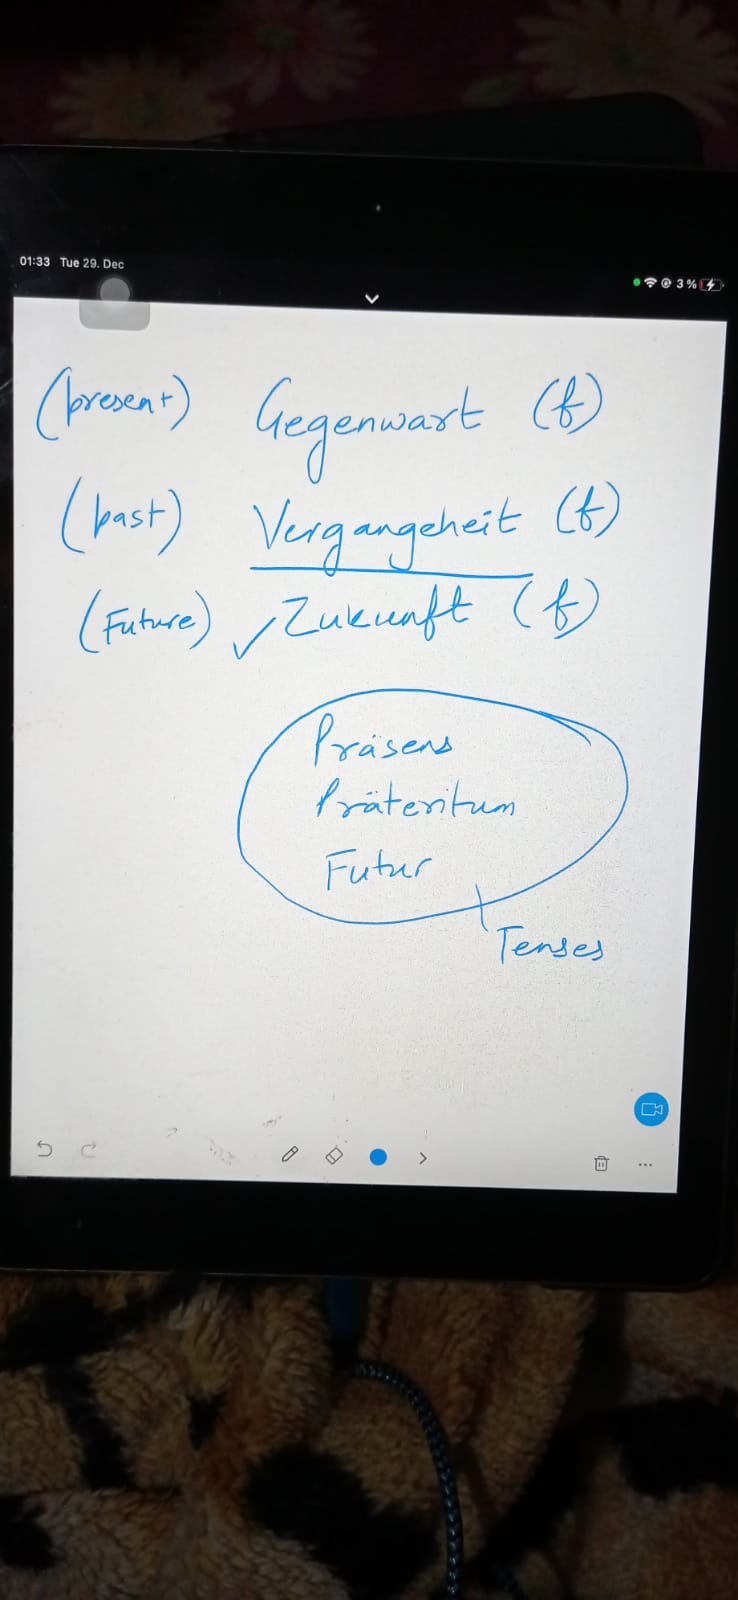 01:33 Tue 29. Dec
3%
(present) Gegenwart (f)
(past) Vergangeheit (f)
(Future) ✓ Zukunft (f)
Präsens
Präteritum
Futur
Tenses